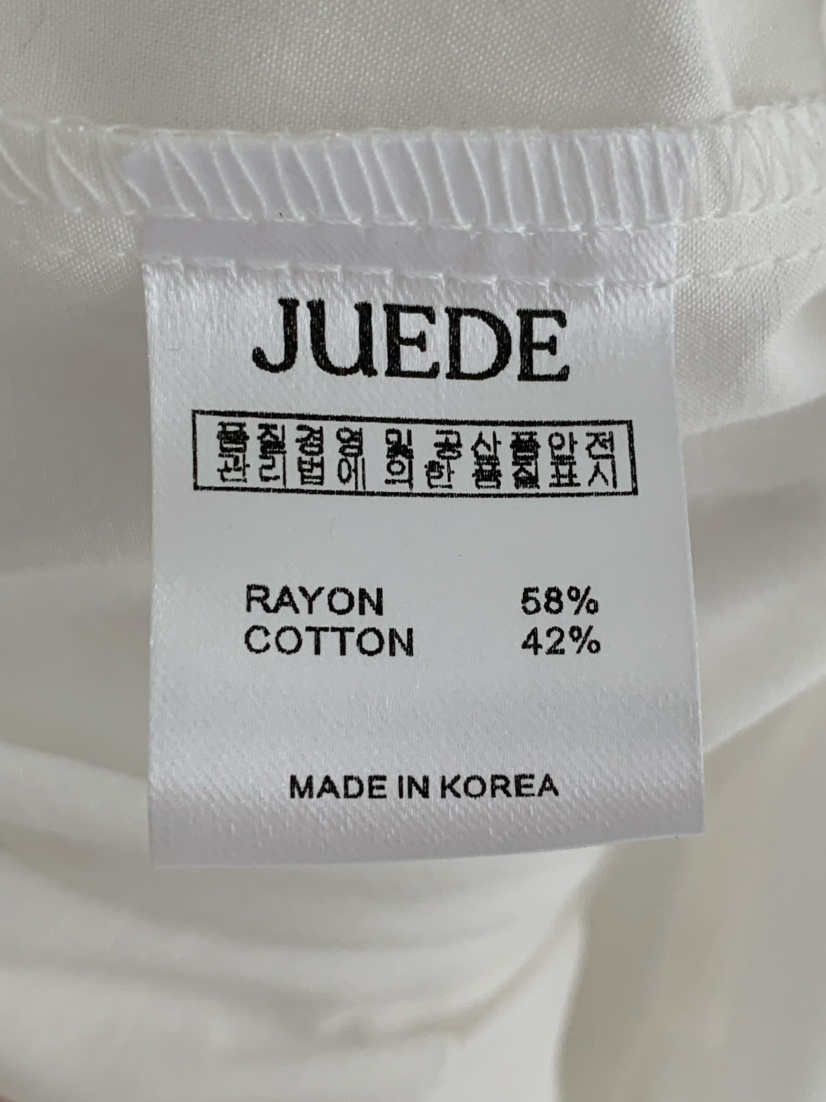 JUEDE
품질경영 및 공산품안전
관리법에 의한 품질표시
RAYON 58%
COTTON 42%
MADE IN KOREA